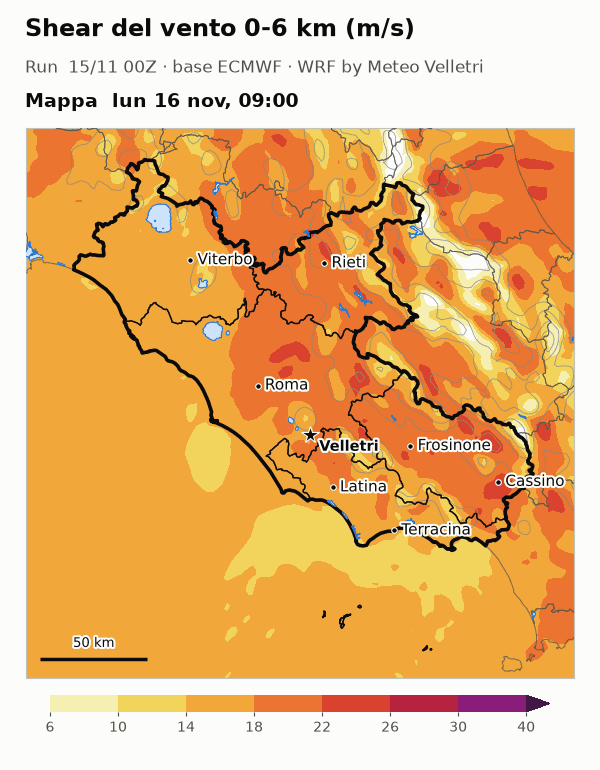 Shear del vento 0-6 km (m/s)
Run  15/11 00Z · base ECMWF · WRF by Meteo Velletri
Mappa  lun 16 nov, 09:00
Viterbo
Rieti
Roma
Velletri
Frosinone
Cassino
Latina
Terracina
50 km
6 10 14 18 22 26 30 40